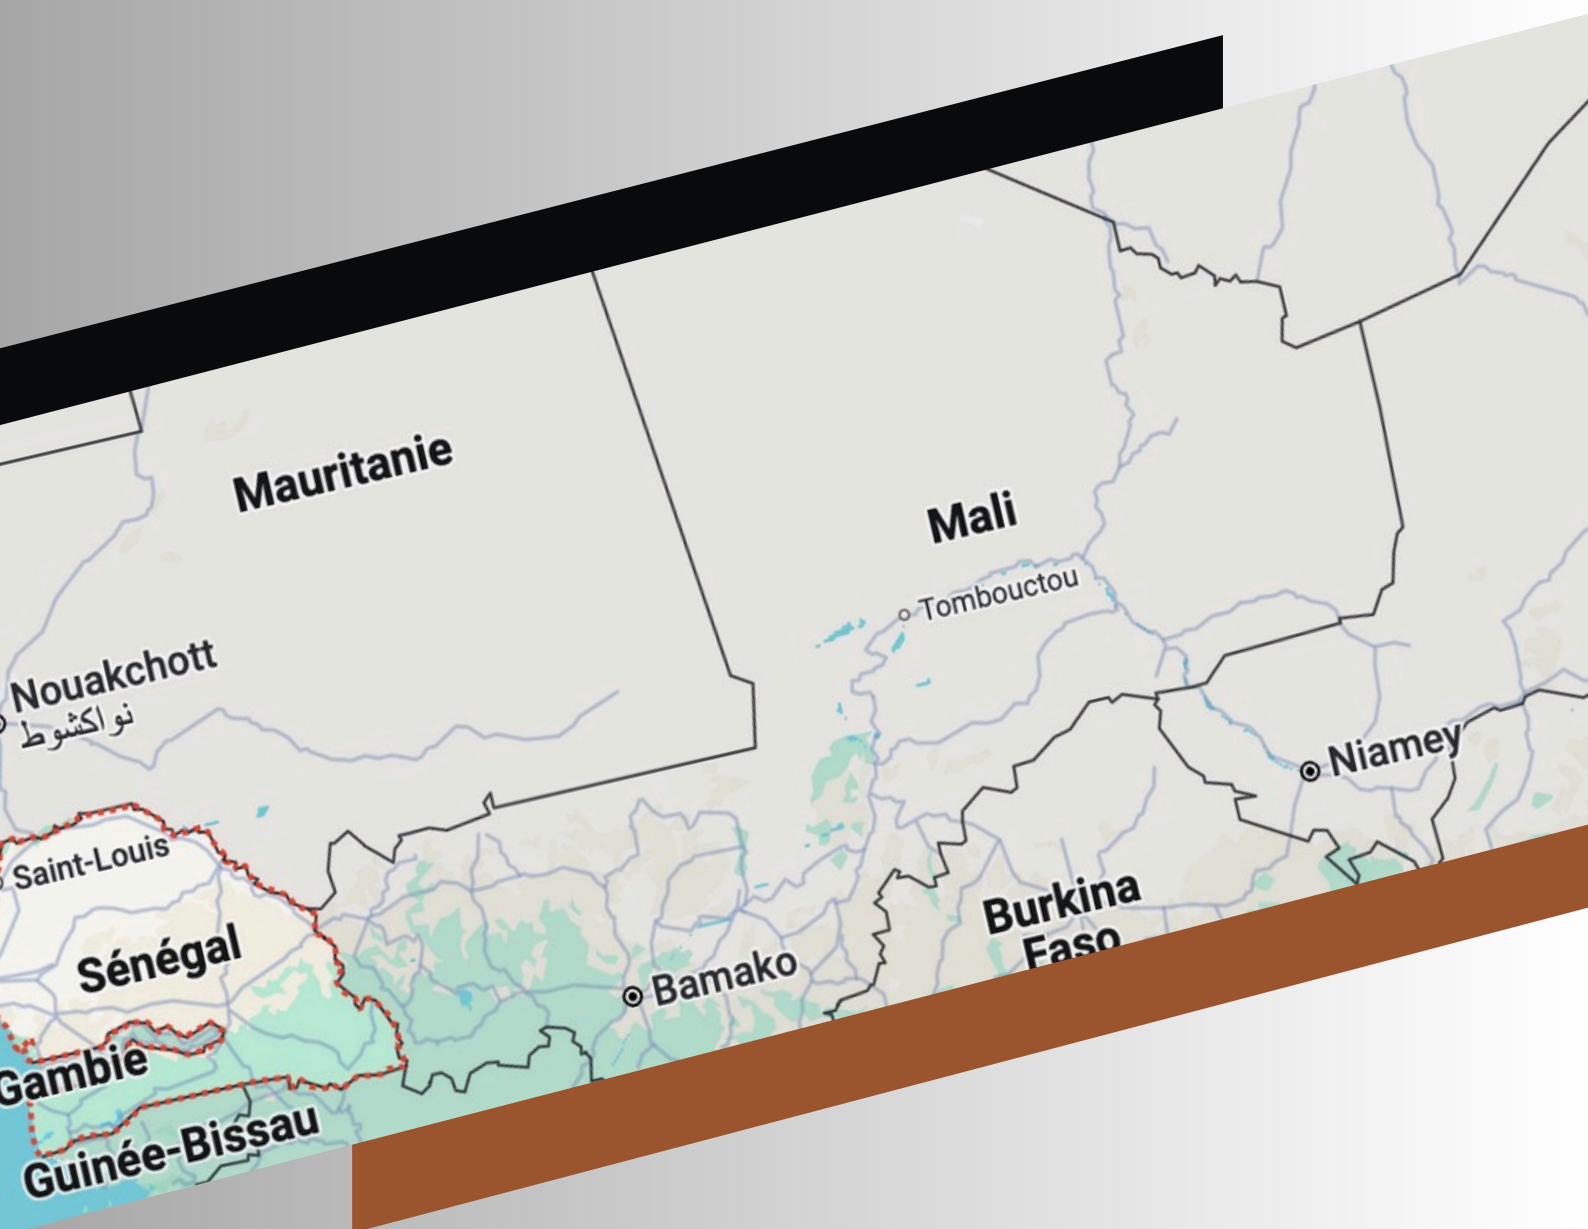 Mauritanie
Mali
Tombouctou
Nouakchott
نواكشوط
Niamey
Saint-Louis
Burkina
Faso
Sénégal
Bamako
Gambie
Guinée-Bissau